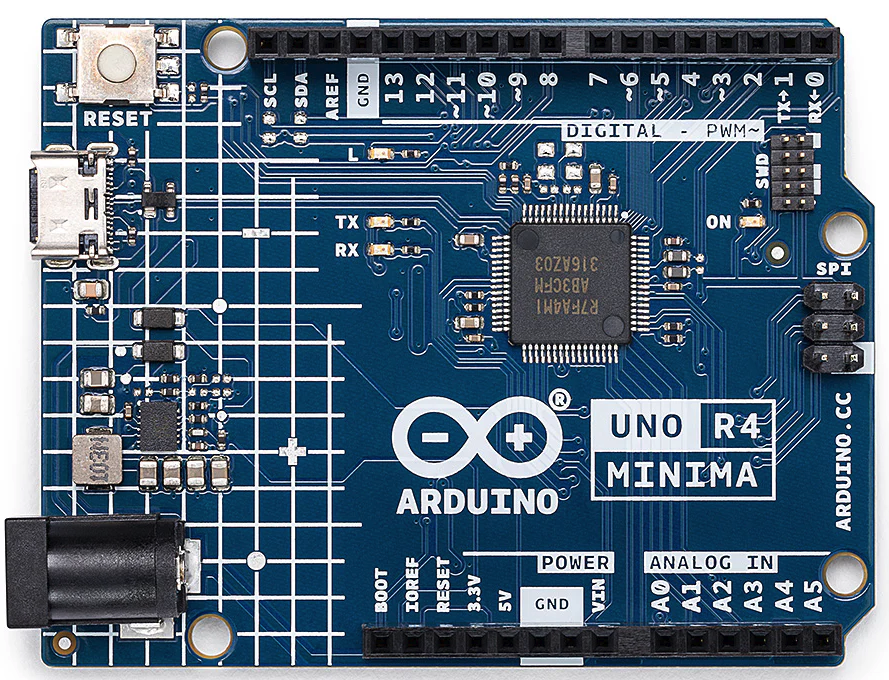 RESET
SCL
SDA
AREF
GND
13
12
~11
~10
~9
8
7
~6
~5
4
~3
2
TX→1
RX←0
DIGITAL - PWM~
L
TX
RX
SWD
ON
SPI
R7FA4M1
AB3CFM
316AZ03
®
ARDUINO
UNO R4
MINIMA
ARDUINO.CC
POWER
ANALOG IN
BOOT
IOREF
RESET
3.3V
5V
GND
VIN
A0
A1
A2
A3
A4
A5